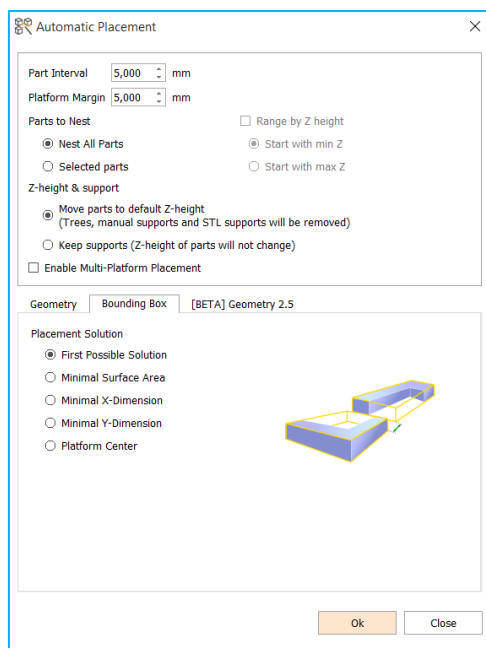 Automatic Placement
Part Interval 5,000 mm
Platform Margin 5,000 mm
Parts to Nest Range by Z height
Nest All Parts Start with min Z
Selected parts Start with max Z
Z-height & support
Move parts to default Z-height
(Trees, manual supports and STL supports will be removed)
Keep supports (Z-height of parts will not change)
Enable Multi-Platform Placement
Geometry Bounding Box [BETA] Geometry 2.5
Placement Solution
First Possible Solution
Minimal Surface Area
Minimal X-Dimension
Minimal Y-Dimension
Platform Center
Ok Close